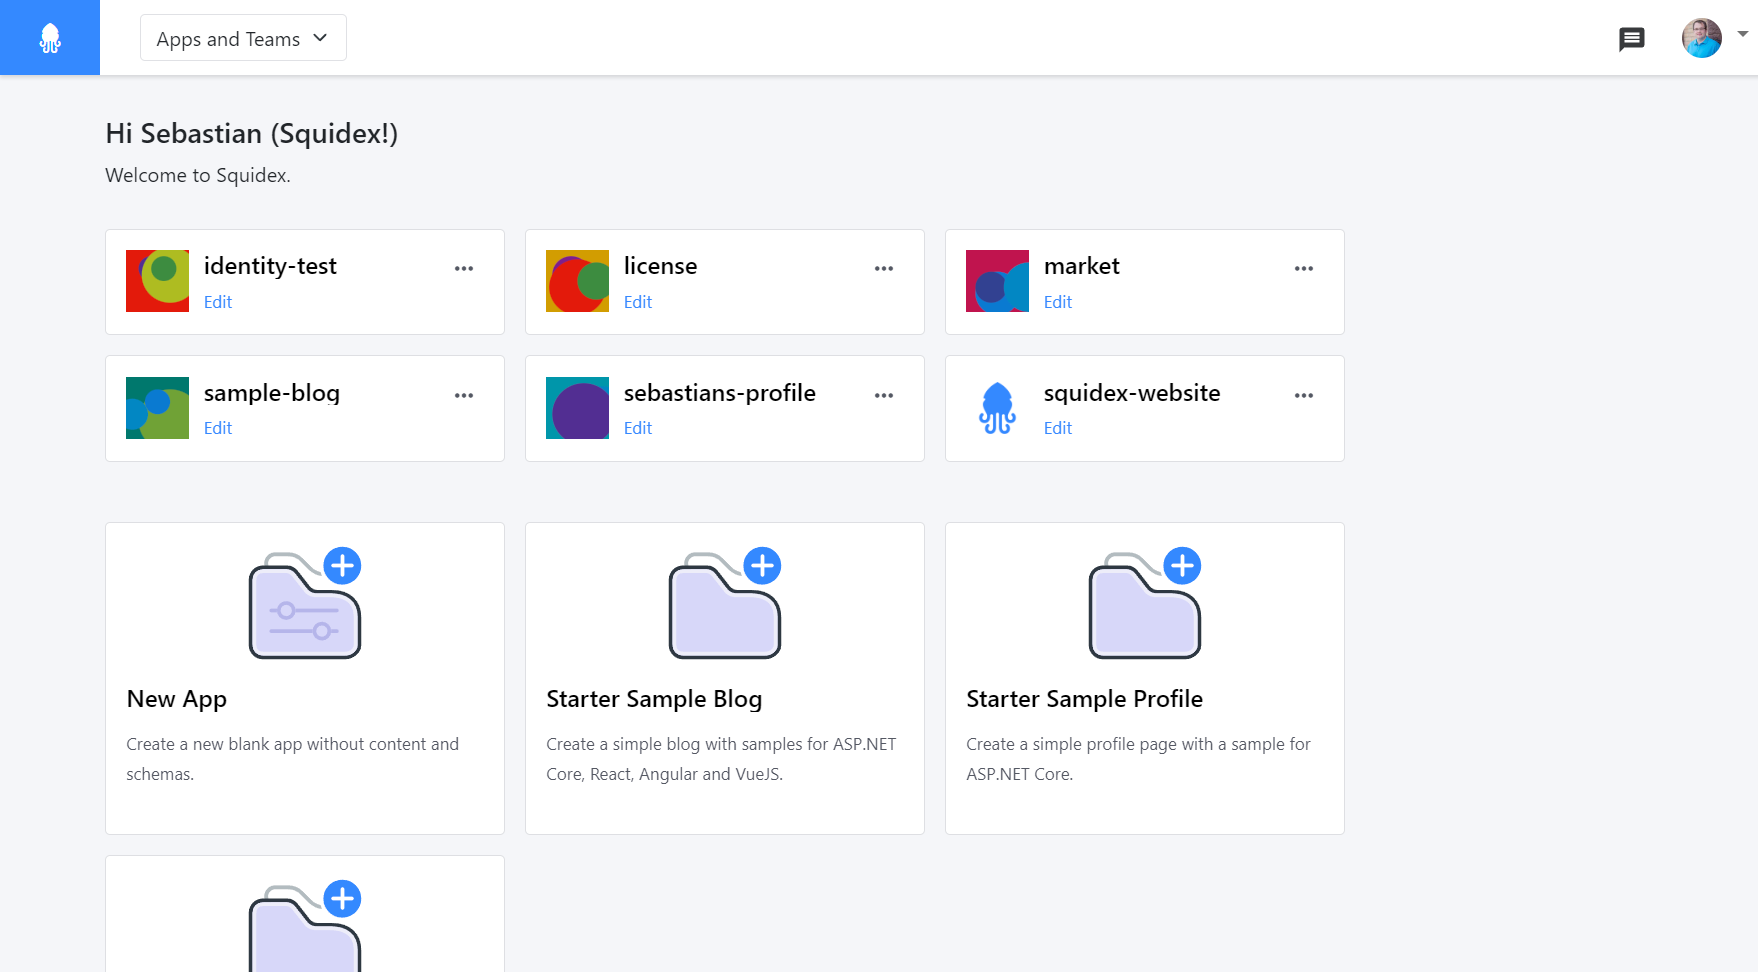 Apps and Teams
Hi Sebastian (Squidex!)
Welcome to Squidex.
identity-test
Edit
license
Edit
market
Edit
sample-blog
Edit
sebastians-profile
Edit
squidex-website
Edit
New App
Create a new blank app without content and
schemas.
Starter Sample Blog
Create a simple blog with samples for ASP.NET
Core, React, Angular and VueJS.
Starter Sample Profile
Create a simple profile page with a sample for
ASP.NET Core.